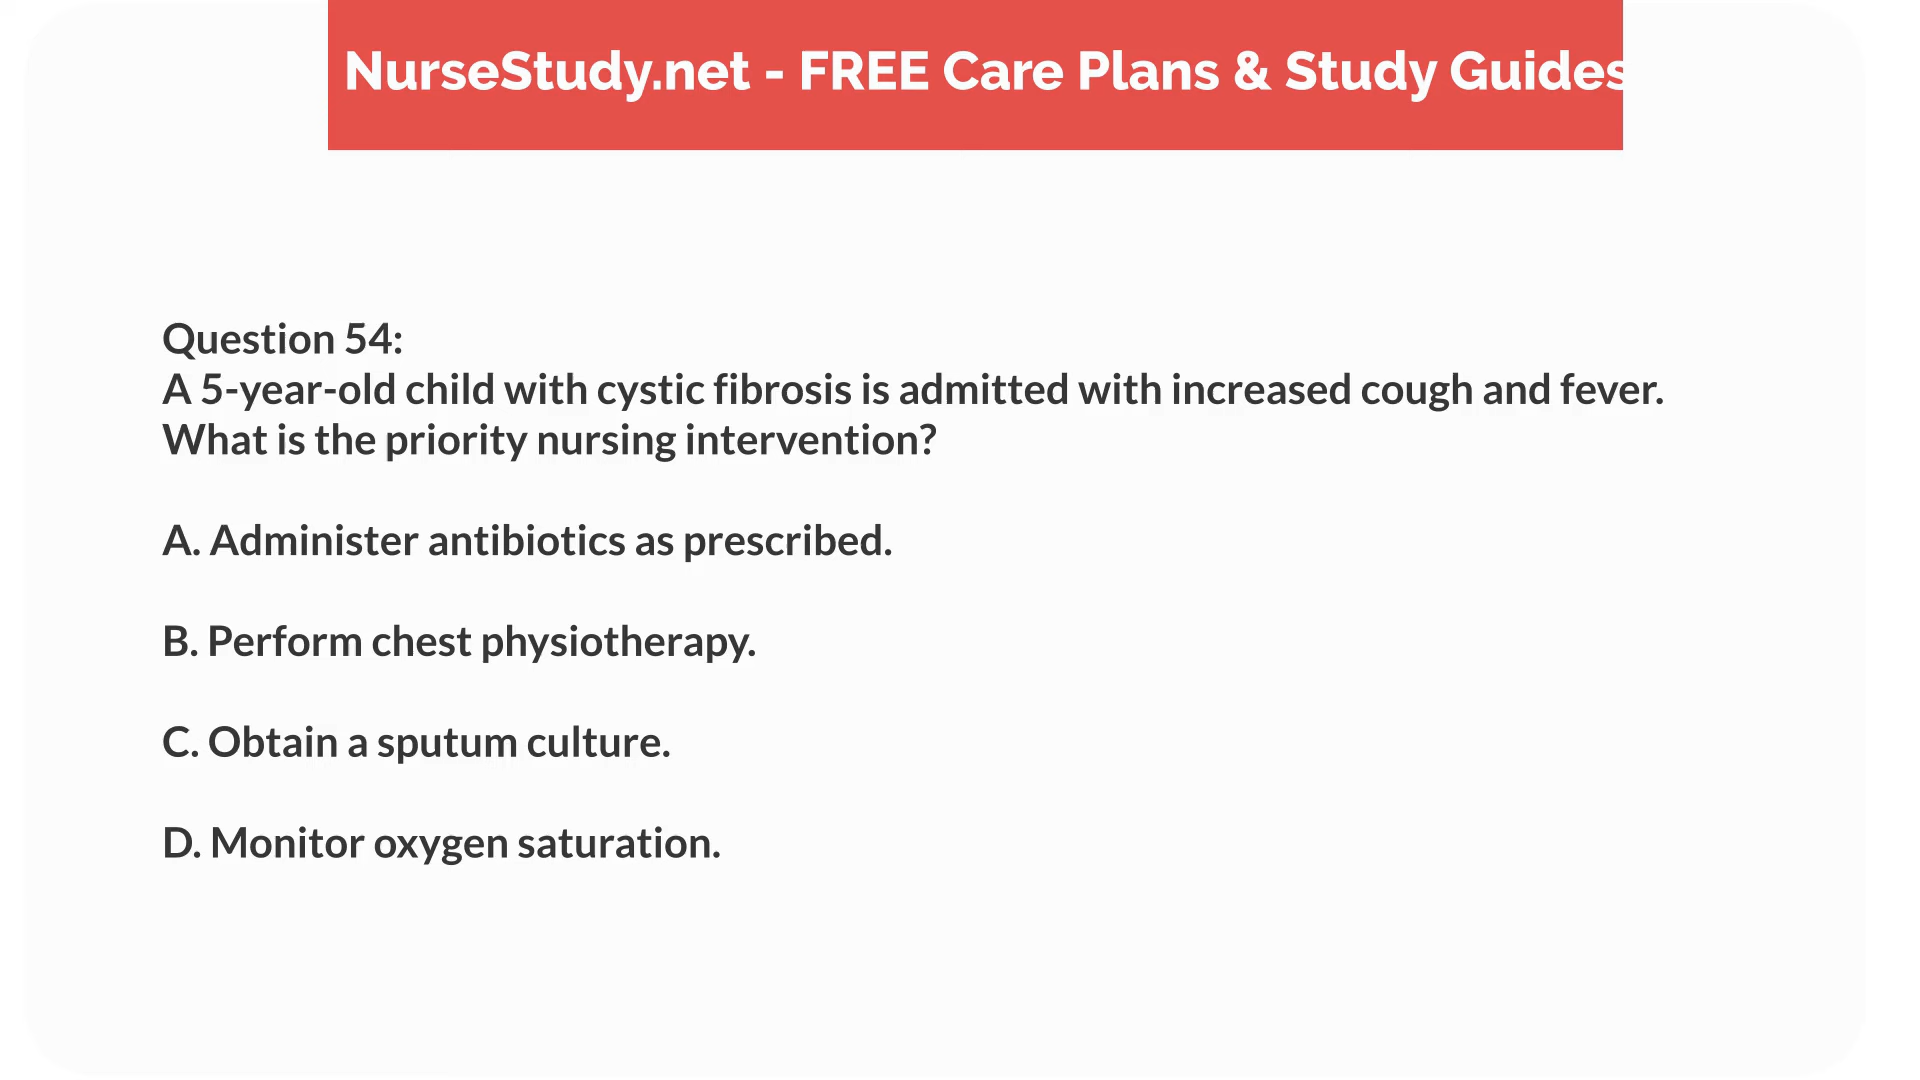 NurseStudy.net - FREE Care Plans & Study Guides
Question 54:
A 5-year-old child with cystic fibrosis is admitted with increased cough and fever.
What is the priority nursing intervention?
A. Administer antibiotics as prescribed.
B. Perform chest physiotherapy.
C. Obtain a sputum culture.
D. Monitor oxygen saturation.